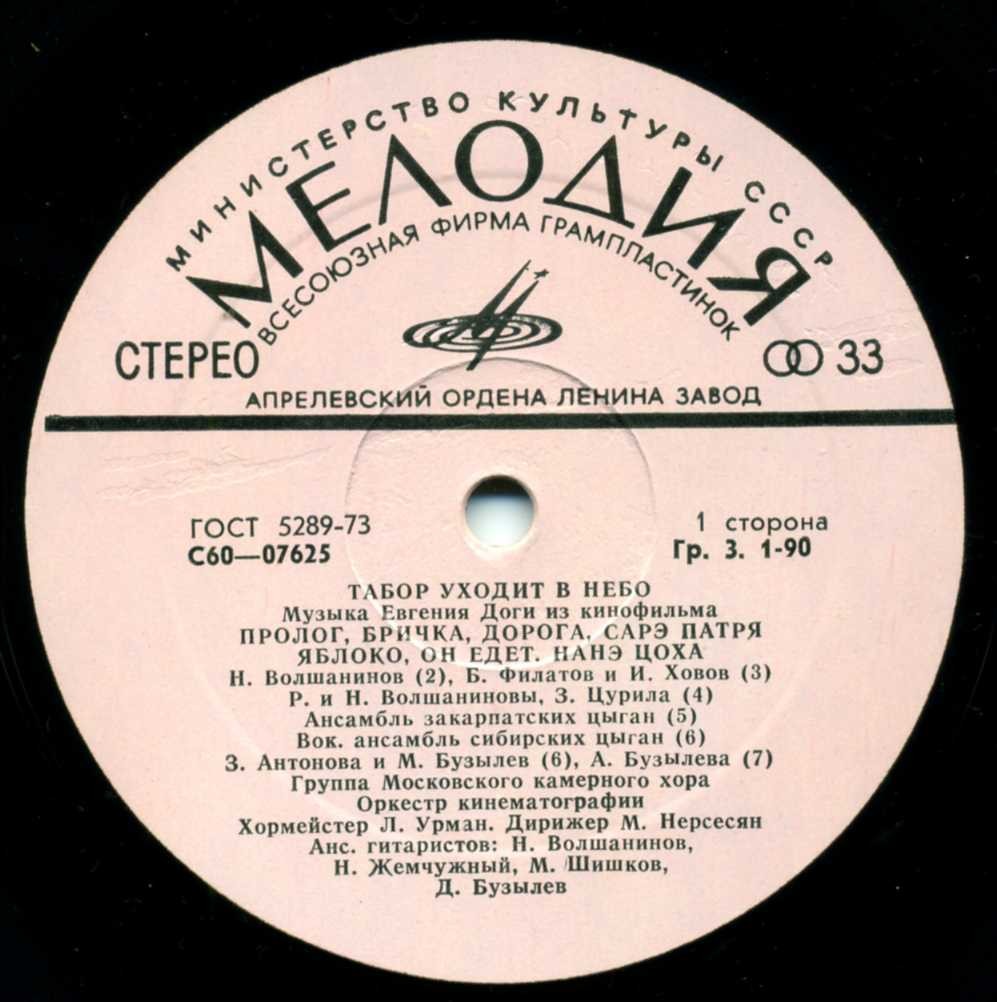 МИНИСТЕРСТВО КУЛЬТУРЫ СССР
МЕЛОДИЯ
ВСЕСОЮЗНАЯ ФИРМА ГРАМПЛАСТИНОК
СТЕРЕО
33
АПРЕЛЕВСКИЙ ОРДЕНА ЛЕНИНА ЗАВОД
ГОСТ 5289-73
1 сторона
С60—07625
Гр. 3. 1-90
ТАБОР УХОДИТ В НЕБО
Музыка Евгения Доги из кинофильма
ПРОЛОГ, БРИЧКА, ДОРОГА, САРЭ ПАТРЯ
ЯБЛОКО, ОН ЕДЕТ. НАНЭ ЦОХА
Н. Волшанинов (2), Б. Филатов и И. Ховов (3)
Р. и Н. Волшаниновы, З. Цурила (4)
Ансамбль закарпатских цыган (5)
Вок. ансамбль сибирских цыган (6)
З. Антонова и М. Бузылев (6), А. Бузылева (7)
Группа Московского камерного хора
Оркестр кинематографии
Хормейстер Л. Урман. Дирижер М. Нерсесян
Анс. гитаристов: Н. Волшанинов,
Н. Жемчужный, М. Шишков,
Д. Бузылев